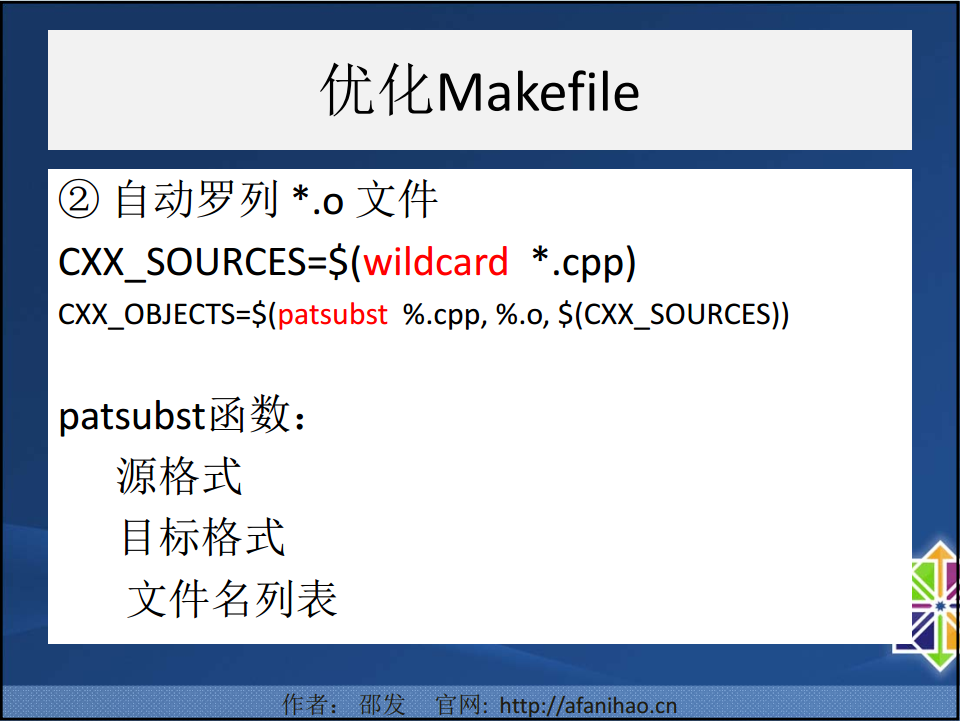 优化Makefile
② 自动罗列 *.o 文件
CXX_SOURCES=$(wildcard *.cpp)
CXX_OBJECTS=$(patsubst %.cpp, %.o, $(CXX_SOURCES))
patsubst函数：
源格式
目标格式
文件名列表
作者： 邵发 官网: http://afanihao.cn